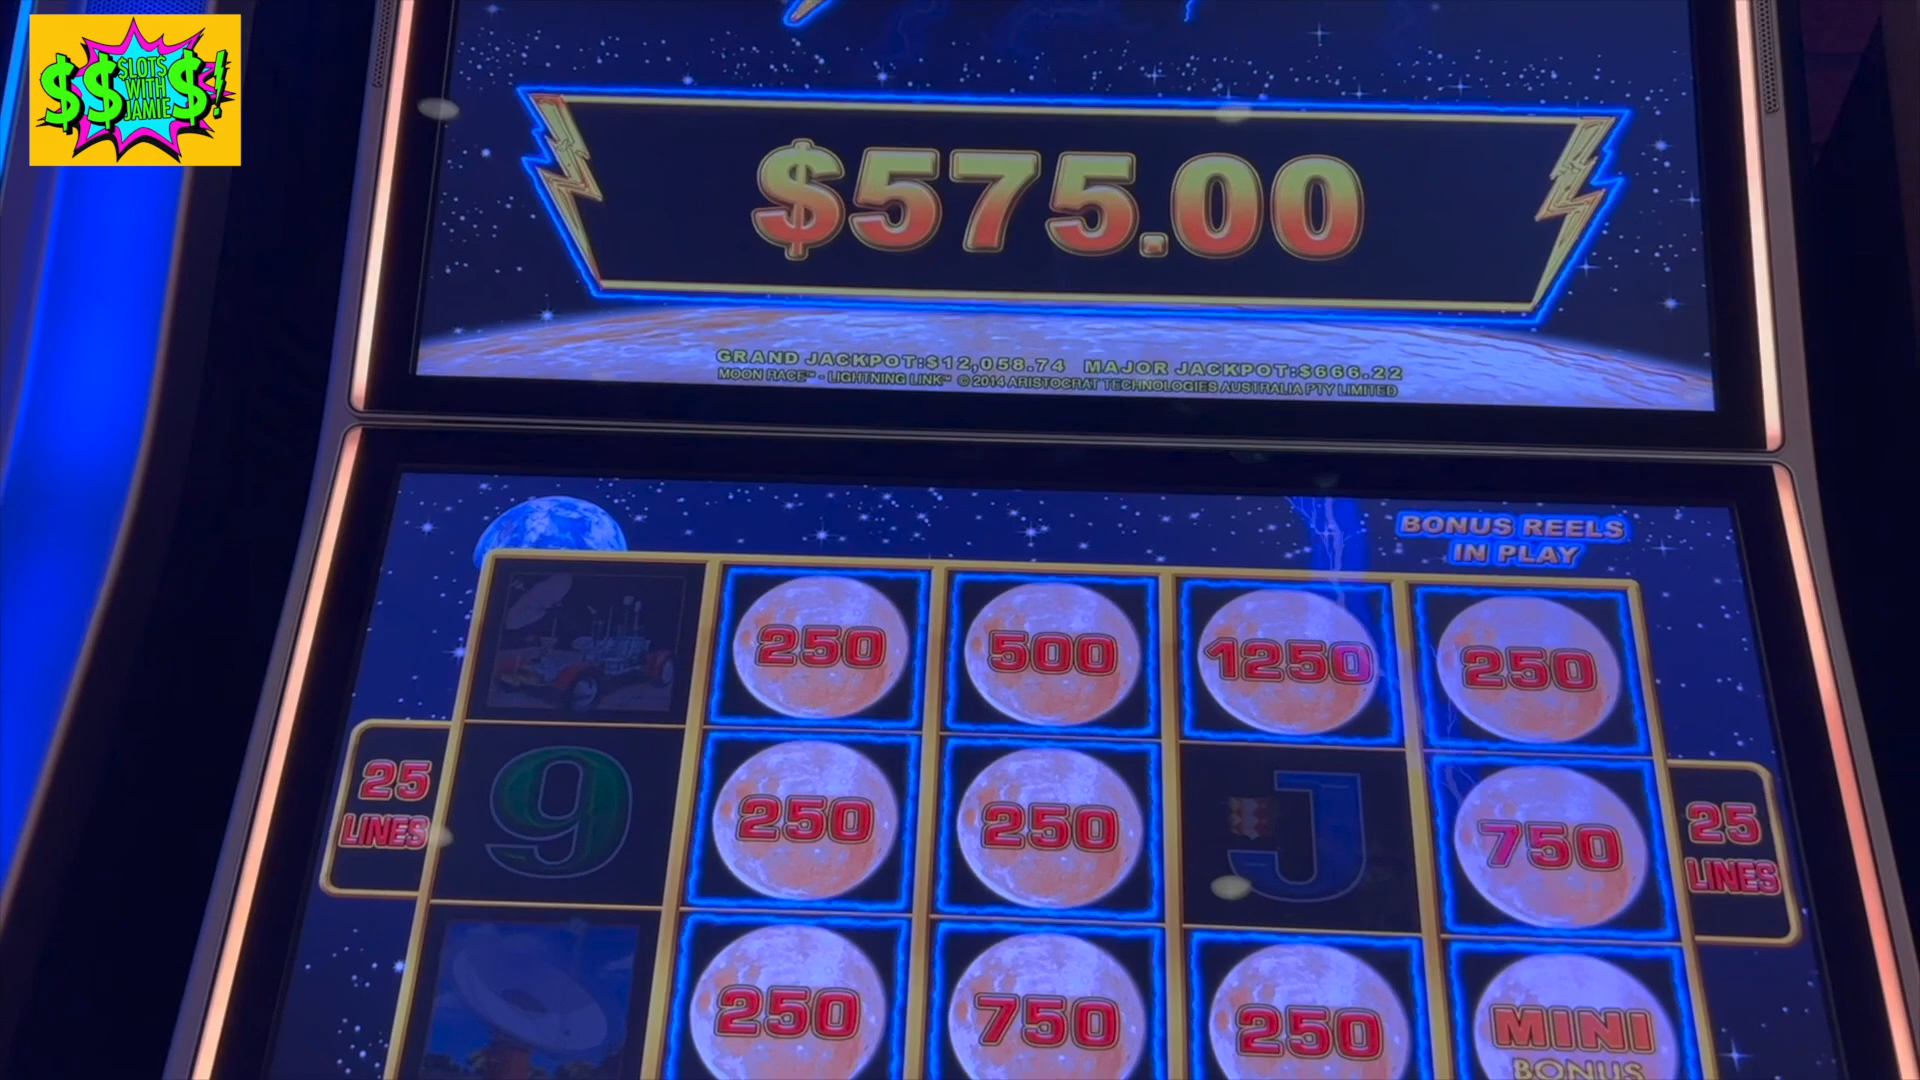 $$ SLOTS WITH JAMIE $!
$575.00
GRAND JACKPOT:$12,058.74 MAJOR JACKPOT:$666.22
MOON RACE™ - LIGHTNING LINK™ © 2014 ARISTOCRAT TECHNOLOGIES AUSTRALIA PTY LIMITED
BONUS REELS
IN PLAY
250 500 1250 250
25
LINES
9 250 250 J 750
25
LINES
250 750 250 MINI
BONUS